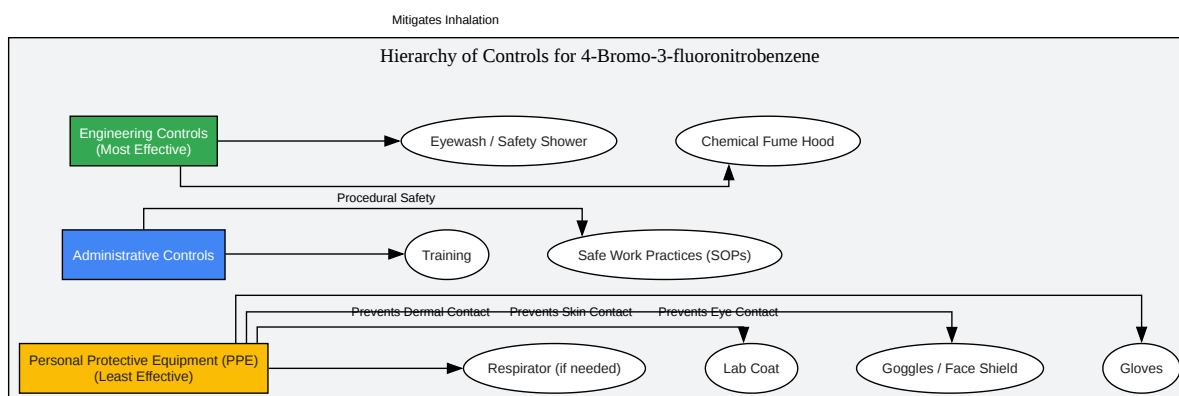 Mitigates Inhalation
Hierarchy of Controls for 4-Bromo-3-fluoronitrobenzene
Engineering Controls
(Most Effective)
Eyewash / Safety Shower
Chemical Fume Hood
Procedural Safety
Administrative Controls
Training
Safe Work Practices (SOPs)
Prevents Dermal Contact
Prevents Skin Contact
Prevents Eye Contact
Personal Protective Equipment (PPE)
(Least Effective)
Respirator (if needed)
Lab Coat
Goggles / Face Shield
Gloves